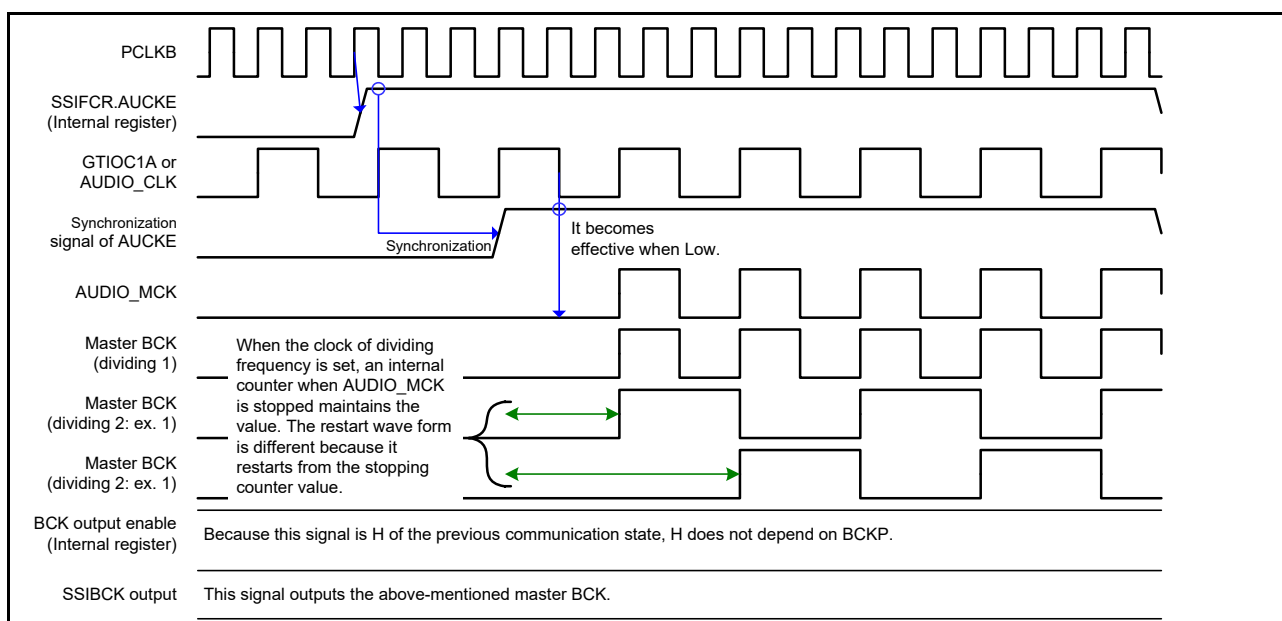 PCLKB
SSIFCR.AUCKE
(Internal register)
GTIOC1A or
AUDIO_CLK
Synchronization
signal of AUCKE
Synchronization
It becomes
effective when Low.
AUDIO_MCK
Master BCK
(dividing 1)
When the clock of dividing
frequency is set, an internal
counter when AUDIO_MCK
is stopped maintains the
value. The restart wave form
is different because it
restarts from the stopping
counter value.
Master BCK
(dividing 2: ex. 1)
Master BCK
(dividing 2: ex. 1)
BCK output enable
(Internal register)
Because this signal is H of the previous communication state, H does not depend on BCKP.
SSIBCK output
This signal outputs the above-mentioned master BCK.